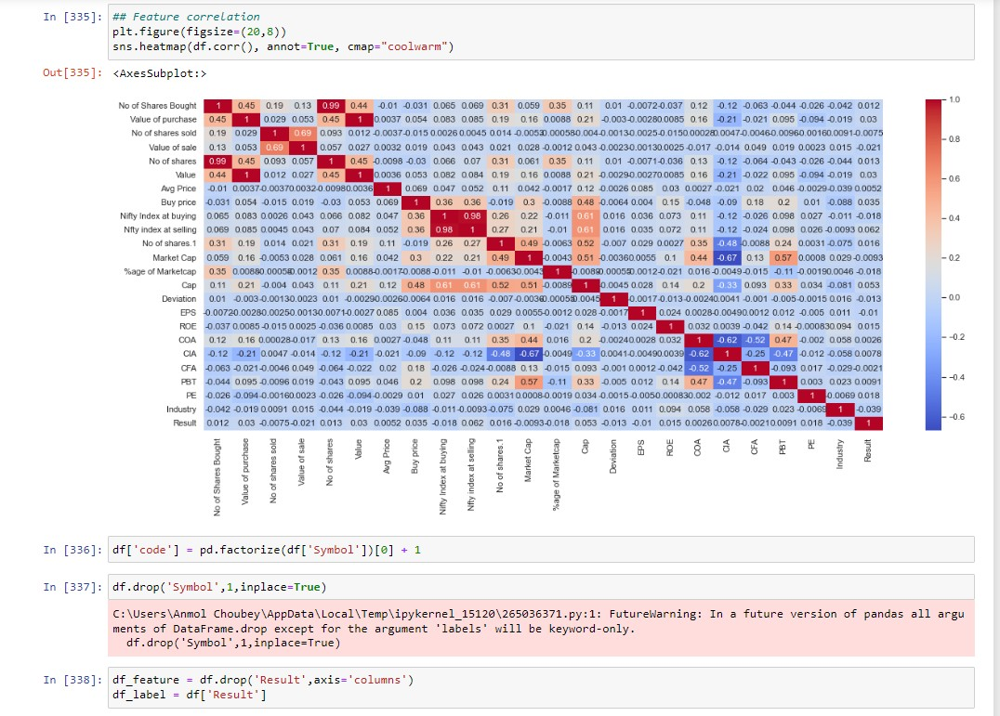 In [335]: ## Feature correlation
plt.figure(figsize=(20,8))
sns.heatmap(df.corr(), annot=True, cmap="coolwarm")
Out[335]: <AxesSubplot:>
No of Shares Bought 1 0.45 0.19 0.13 0.99 0.44 -0.01 -0.031 0.065 0.069 0.31 0.059 0.35 0.11 0.01 -0.0072 -0.037 0.12 -0.12 -0.063 -0.044 -0.026 -0.042 0.012
Value of purchase 0.45 1 0.029 0.053 0.45 1 0.0037 0.054 0.083 0.085 0.19 0.16 0.0088 0.21 -0.003 -0.0028 0.0085 0.16 -0.21 -0.021 0.095 -0.094 -0.019 0.03
No of shares sold 0.19 0.029 1 0.69 0.093 0.012 -0.0037 -0.015 0.0026 0.0045 0.014 -0.0053 -0.004 -0.0013 -0.0025 -0.015 0.00028 0.0047 -0.0046 -0.0096 0.0016 0.0091 -0.0075
Value of sale 0.13 0.053 0.69 1 0.057 0.027 0.0032 0.019 0.043 0.043 0.021 0.028 -0.0012 0.043 -0.0023 -0.0013 0.0025 -0.017 -0.014 0.049 0.019 0.0023 0.015 -0.021
No of shares 0.99 0.45 0.093 0.057 1 0.45 -0.0098 -0.03 0.066 0.07 0.31 0.061 0.35 0.11 0.01 -0.0071 -0.036 0.13 -0.12 -0.064 -0.043 -0.026 -0.044 0.013
Value 0.44 1 0.012 0.027 0.45 1 0.0036 0.053 0.082 0.084 0.19 0.16 0.0088 0.21 -0.0029 -0.0027 0.0085 0.16 -0.21 -0.022 0.095 -0.094 -0.019 0.03
Avg Price -0.01 0.0037 -0.0037 0.0032 -0.0098 0.0036 1 0.069 0.047 0.052 0.11 0.042 -0.0017 0.12 -0.0026 0.085 0.03 0.0027 -0.021 0.02 0.046 -0.0029 -0.039 0.0052
Buy price -0.031 0.054 -0.015 0.019 -0.03 0.053 0.069 1 0.36 0.36 -0.019 0.3 -0.0088 0.48 -0.0064 0.004 0.15 -0.048 -0.09 0.18 0.2 0.01 -0.088 0.035
Nifty Index at buying 0.065 0.083 0.0026 0.043 0.066 0.082 0.047 0.36 1 0.98 0.26 0.22 -0.011 0.61 0.016 0.036 0.073 0.11 -0.12 -0.026 0.098 0.027 -0.011 -0.018
Nfty index at selling 0.069 0.085 0.0045 0.043 0.07 0.084 0.052 0.36 0.98 1 0.27 0.21 -0.01 0.61 0.016 0.035 0.072 0.11 -0.12 -0.024 0.098 0.026 -0.0093 0.062
No of shares.1 0.31 0.19 0.014 0.021 0.31 0.19 0.11 -0.019 0.26 0.27 1 0.49 -0.0063 0.52 -0.007 0.029 0.0027 0.35 -0.48 -0.0088 0.24 0.0031 -0.075 0.016
Market Cap 0.059 0.16 -0.0053 0.028 0.061 0.16 0.042 0.3 0.22 0.21 0.49 1 -0.0043 0.51 -0.0036 0.0055 0.1 0.44 -0.67 0.13 0.57 0.0008 0.029 -0.0093
%age of Marketcap 0.35 0.0088 -0.0012 0.35 0.0088 -0.0017 -0.0088 -0.011 -0.01 -0.0063 -0.0043 1 -0.0089 -0.0012 -0.021 0.016 -0.0049 -0.015 -0.11 -0.0019 0.0046 -0.018
Cap 0.11 0.21 -0.004 0.043 0.11 0.21 0.12 0.48 0.61 0.61 0.52 0.51 -0.0089 1 0.0045 0.028 0.14 0.2 -0.33 0.093 0.33 0.034 -0.081 0.053
Deviation 0.01 -0.003 -0.0013 -0.0023 0.01 -0.0029 -0.0026 -0.0064 0.016 0.016 -0.007 -0.0036 0.0045 1 -0.0017 -0.013 -0.0024 0.0041 -0.001 -0.005 -0.0015 0.016 -0.013
EPS -0.0072 -0.0028 -0.0025 -0.0013 -0.0071 -0.0027 0.085 0.004 0.036 0.035 0.029 0.0055 -0.0012 0.028 -0.0017 1 0.024 0.0028 -0.0049 0.0012 0.012 -0.005 0.011 -0.01
ROE -0.037 0.0085 -0.015 0.0025 -0.036 0.0085 0.03 0.15 0.073 0.072 0.0027 0.1 -0.021 0.14 -0.013 0.024 1 0.032 0.0039 -0.042 0.14 -0.00083 0.094 0.015
COA 0.12 0.16 0.00028 -0.017 0.13 0.16 0.0027 -0.048 0.11 0.11 0.35 0.44 0.016 0.2 -0.0024 0.0028 0.032 1 -0.62 -0.52 0.47 -0.002 0.058 0.0026
CIA -0.12 -0.21 0.0047 -0.014 -0.12 -0.21 -0.021 -0.09 -0.12 -0.12 -0.48 -0.67 -0.0049 -0.33 0.0041 -0.0049 0.0039 -0.62 1 -0.25 -0.47 -0.012 -0.058 0.0078
CFA -0.063 -0.021 -0.0046 0.049 -0.064 -0.022 0.02 0.18 -0.026 -0.024 -0.0088 0.13 -0.015 0.093 -0.001 0.0012 -0.042 -0.52 -0.25 1 -0.093 0.017 -0.029 -0.0021
PBT -0.044 0.095 -0.0096 0.019 -0.043 0.095 0.046 0.2 0.098 0.098 0.24 0.57 -0.11 0.33 -0.005 0.012 0.14 0.47 -0.47 -0.093 1 0.003 0.023 0.0091
PE -0.026 -0.094 -0.0016 0.0023 -0.026 -0.094 -0.0029 0.01 0.027 0.026 0.0031 0.0008 -0.0019 0.034 -0.0015 -0.005 -0.00083 -0.002 -0.012 0.017 0.003 1 -0.0069 0.018
Industry -0.042 -0.019 0.0091 0.015 -0.044 -0.019 -0.039 -0.088 -0.011 -0.0093 -0.075 0.029 0.0046 -0.081 0.016 0.011 0.094 0.058 -0.058 -0.029 0.023 -0.0069 1 -0.039
Result 0.012 0.03 -0.0075 -0.021 0.013 0.03 0.0052 0.035 -0.018 0.062 0.016 -0.0093 -0.018 0.053 -0.013 -0.01 0.015 0.0026 0.0078 -0.0021 0.0091 0.018 -0.039 1
No of Shares Bought
Value of purchase
No of shares sold
Value of sale
No of shares
Value
Avg Price
Buy price
Nifty Index at buying
Nfty index at selling
No of shares.1
Market Cap
%age of Marketcap
Cap
Deviation
EPS
ROE
COA
CIA
CFA
PBT
PE
Industry
Result
1.0
0.8
0.6
0.4
0.2
0.0
−0.2
−0.4
−0.6
In [336]: df['code'] = pd.factorize(df['Symbol'])[0] + 1
In [337]: df.drop('Symbol',1,inplace=True)
C:\Users\Anmol Choubey\AppData\Local\Temp\ipykernel_15120\265036371.py:1: FutureWarning: In a future version of pandas all argu
ments of DataFrame.drop except for the argument 'labels' will be keyword-only.
df.drop('Symbol',1,inplace=True)
In [338]: df_feature = df.drop('Result',axis='columns')
df_label = df['Result']